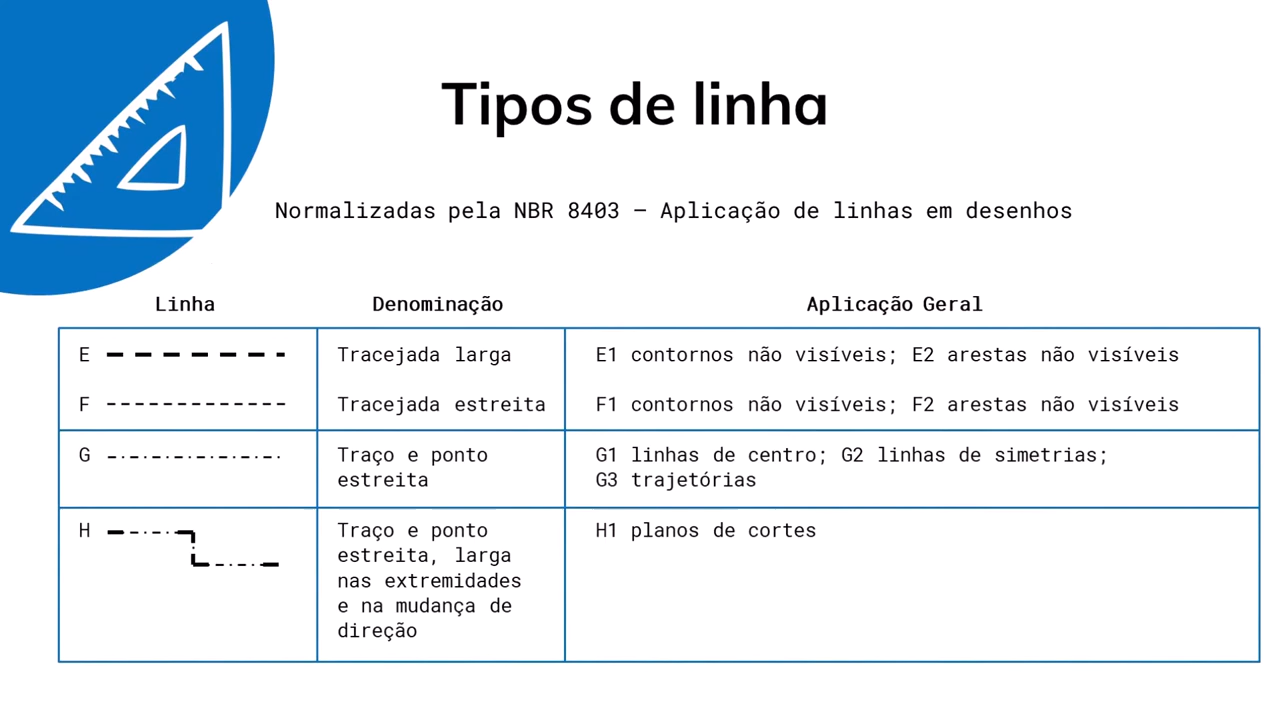 Tipos de linha
Normalizadas pela NBR 8403 – Aplicação de linhas em desenhos
Linha Denominação Aplicação Geral
E Tracejada larga E1 contornos não visíveis; E2 arestas não visíveis
F Tracejada estreita F1 contornos não visíveis; F2 arestas não visíveis
G Traço e ponto G1 linhas de centro; G2 linhas de simetrias;
estreita G3 trajetórias
H Traço e ponto H1 planos de cortes
estreita, larga
nas extremidades
e na mudança de
direção